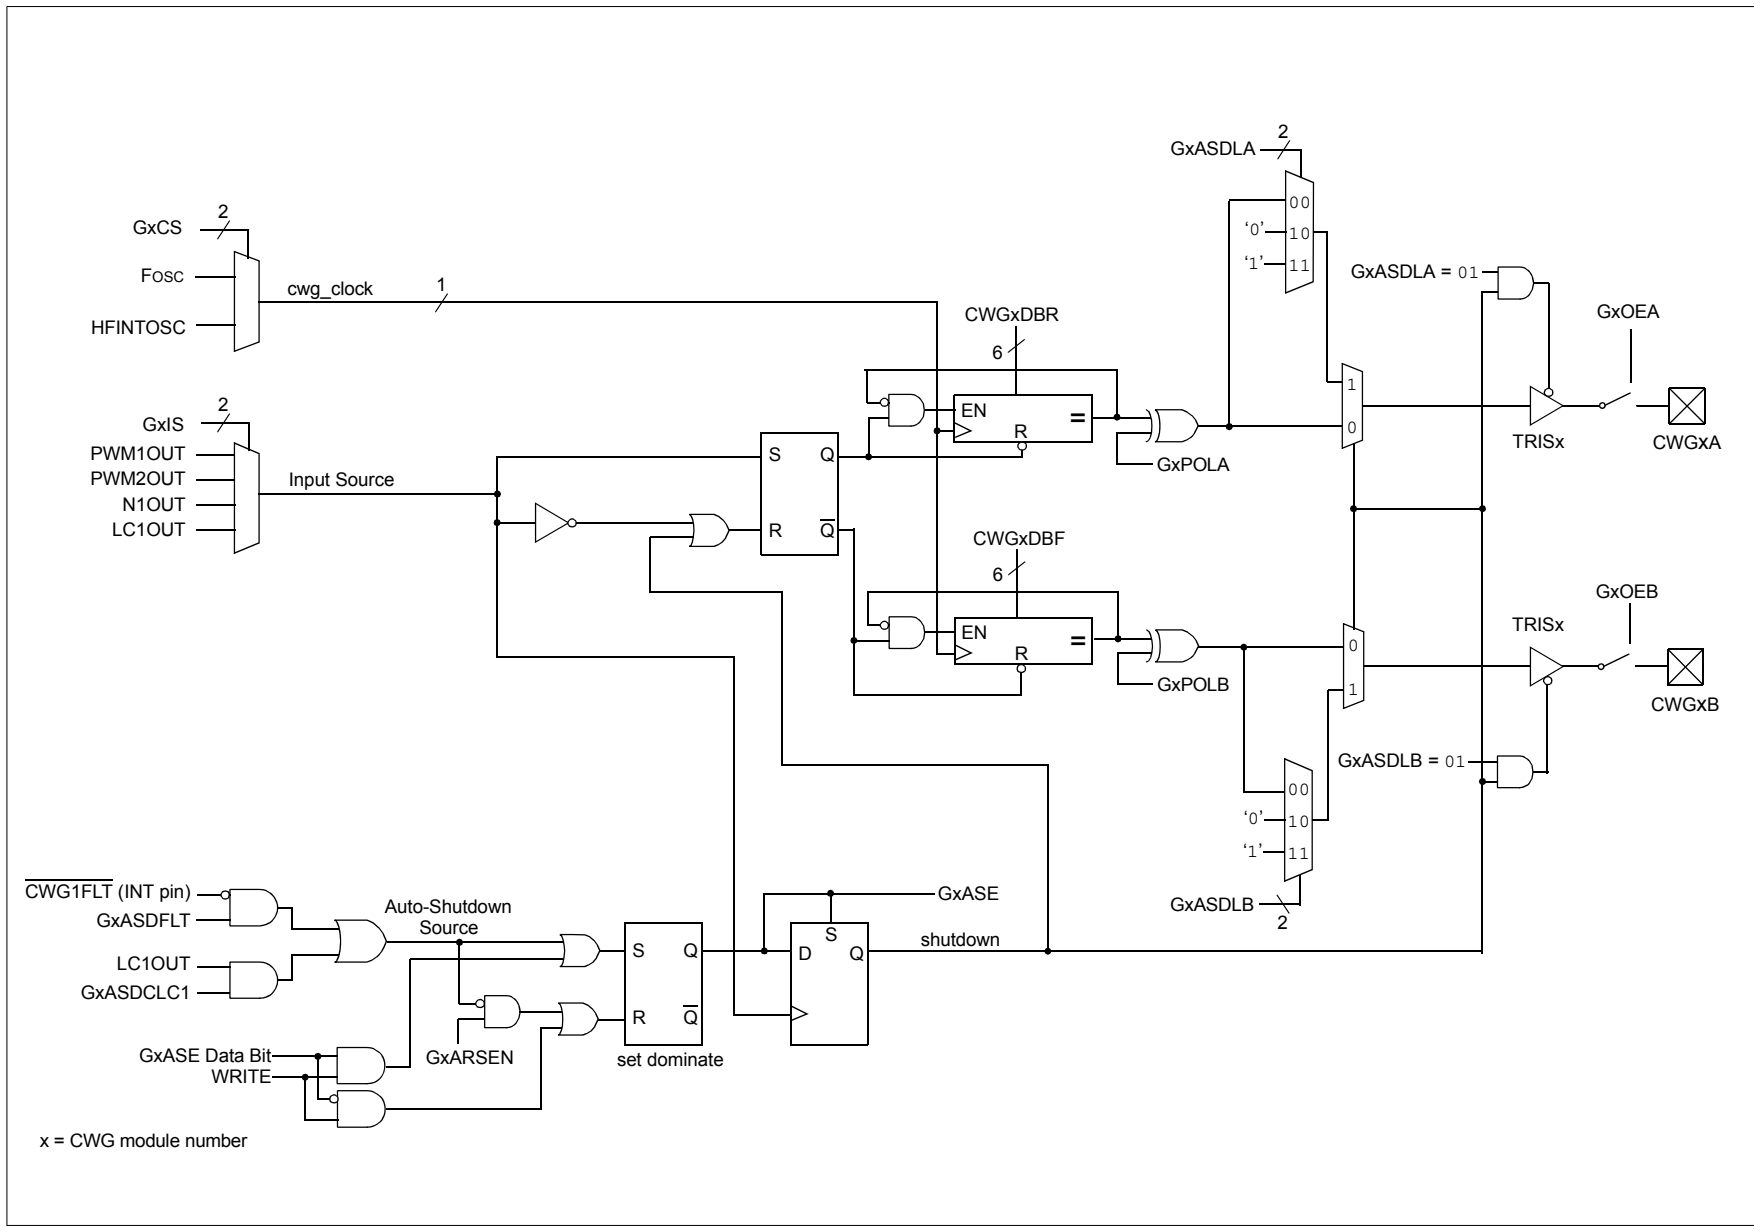 GxASDLA
2
00
‘0’
10
‘1’
11
GxCS
2
FOSC
HFINTOSC
cwg_clock
1
GxASDLA = 01
GxOEA
CWGxDBR
6
EN
=
R
1
0
TRISx
CWGxA
GxPOLA
GxIS
2
PWM1OUT
PWM2OUT
N1OUT
LC1OUT
Input Source
S
Q
R
Q
CWGxDBF
6
EN
=
R
GxPOLB
0
1
TRISx
GxOEB
CWGxB
GxASDLB = 01
00
‘0’
10
‘1’
11
GxASDLB
2
CWG1FLT (INT pin)
GxASDFLT
LC1OUT
GxASDCLC1
Auto-Shutdown
Source
GxARSEN
GxASE Data Bit
WRITE
S
Q
R
Q
set dominate
GxASE
S
D
Q
shutdown
x = CWG module number